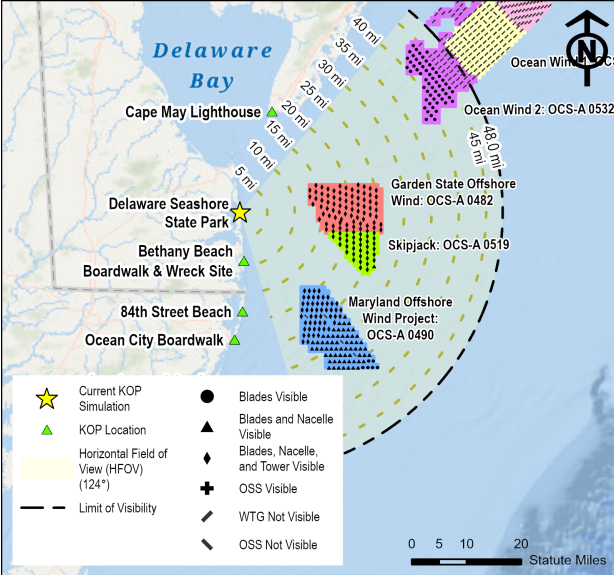 Delaware
Bay
40 mi
35 mi
30 mi
25 mi
20 mi
15 mi
10 mi
5 mi
N
Ocean Wind 1: OCS
Ocean Wind 2: OCS-A 0532
48.0 mi
45 mi
Cape May Lighthouse
Garden State Offshore
Wind: OCS-A 0482
Delaware Seashore
State Park
Skipjack: OCS-A 0519
Bethany Beach
Boardwalk & Wreck Site
Maryland Offshore
Wind Project:
OCS-A 0490
84th Street Beach
Ocean City Boardwalk
Current KOP
Simulation
KOP Location
Horizontal Field of
View (HFOV)
(124°)
Limit of Visibility
Blades Visible
Blades and Nacelle
Visible
Blades, Nacelle,
and Tower Visible
OSS Visible
WTG Not Visible
OSS Not Visible
0 5 10 20
Statute Miles